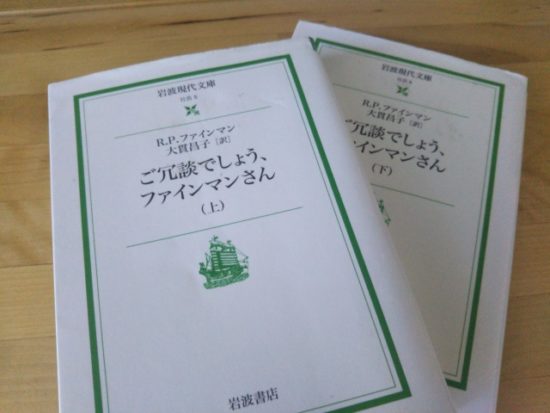 岩波現代文庫
R.P.ファインマン
大貫昌子［訳］
ご冗談でしょう、
ファインマンさん
（上）
岩波書店
岩波現代文庫
R.P.ファインマン
大貫昌子［訳］
冗談でしょう、
インマンさん
（下）